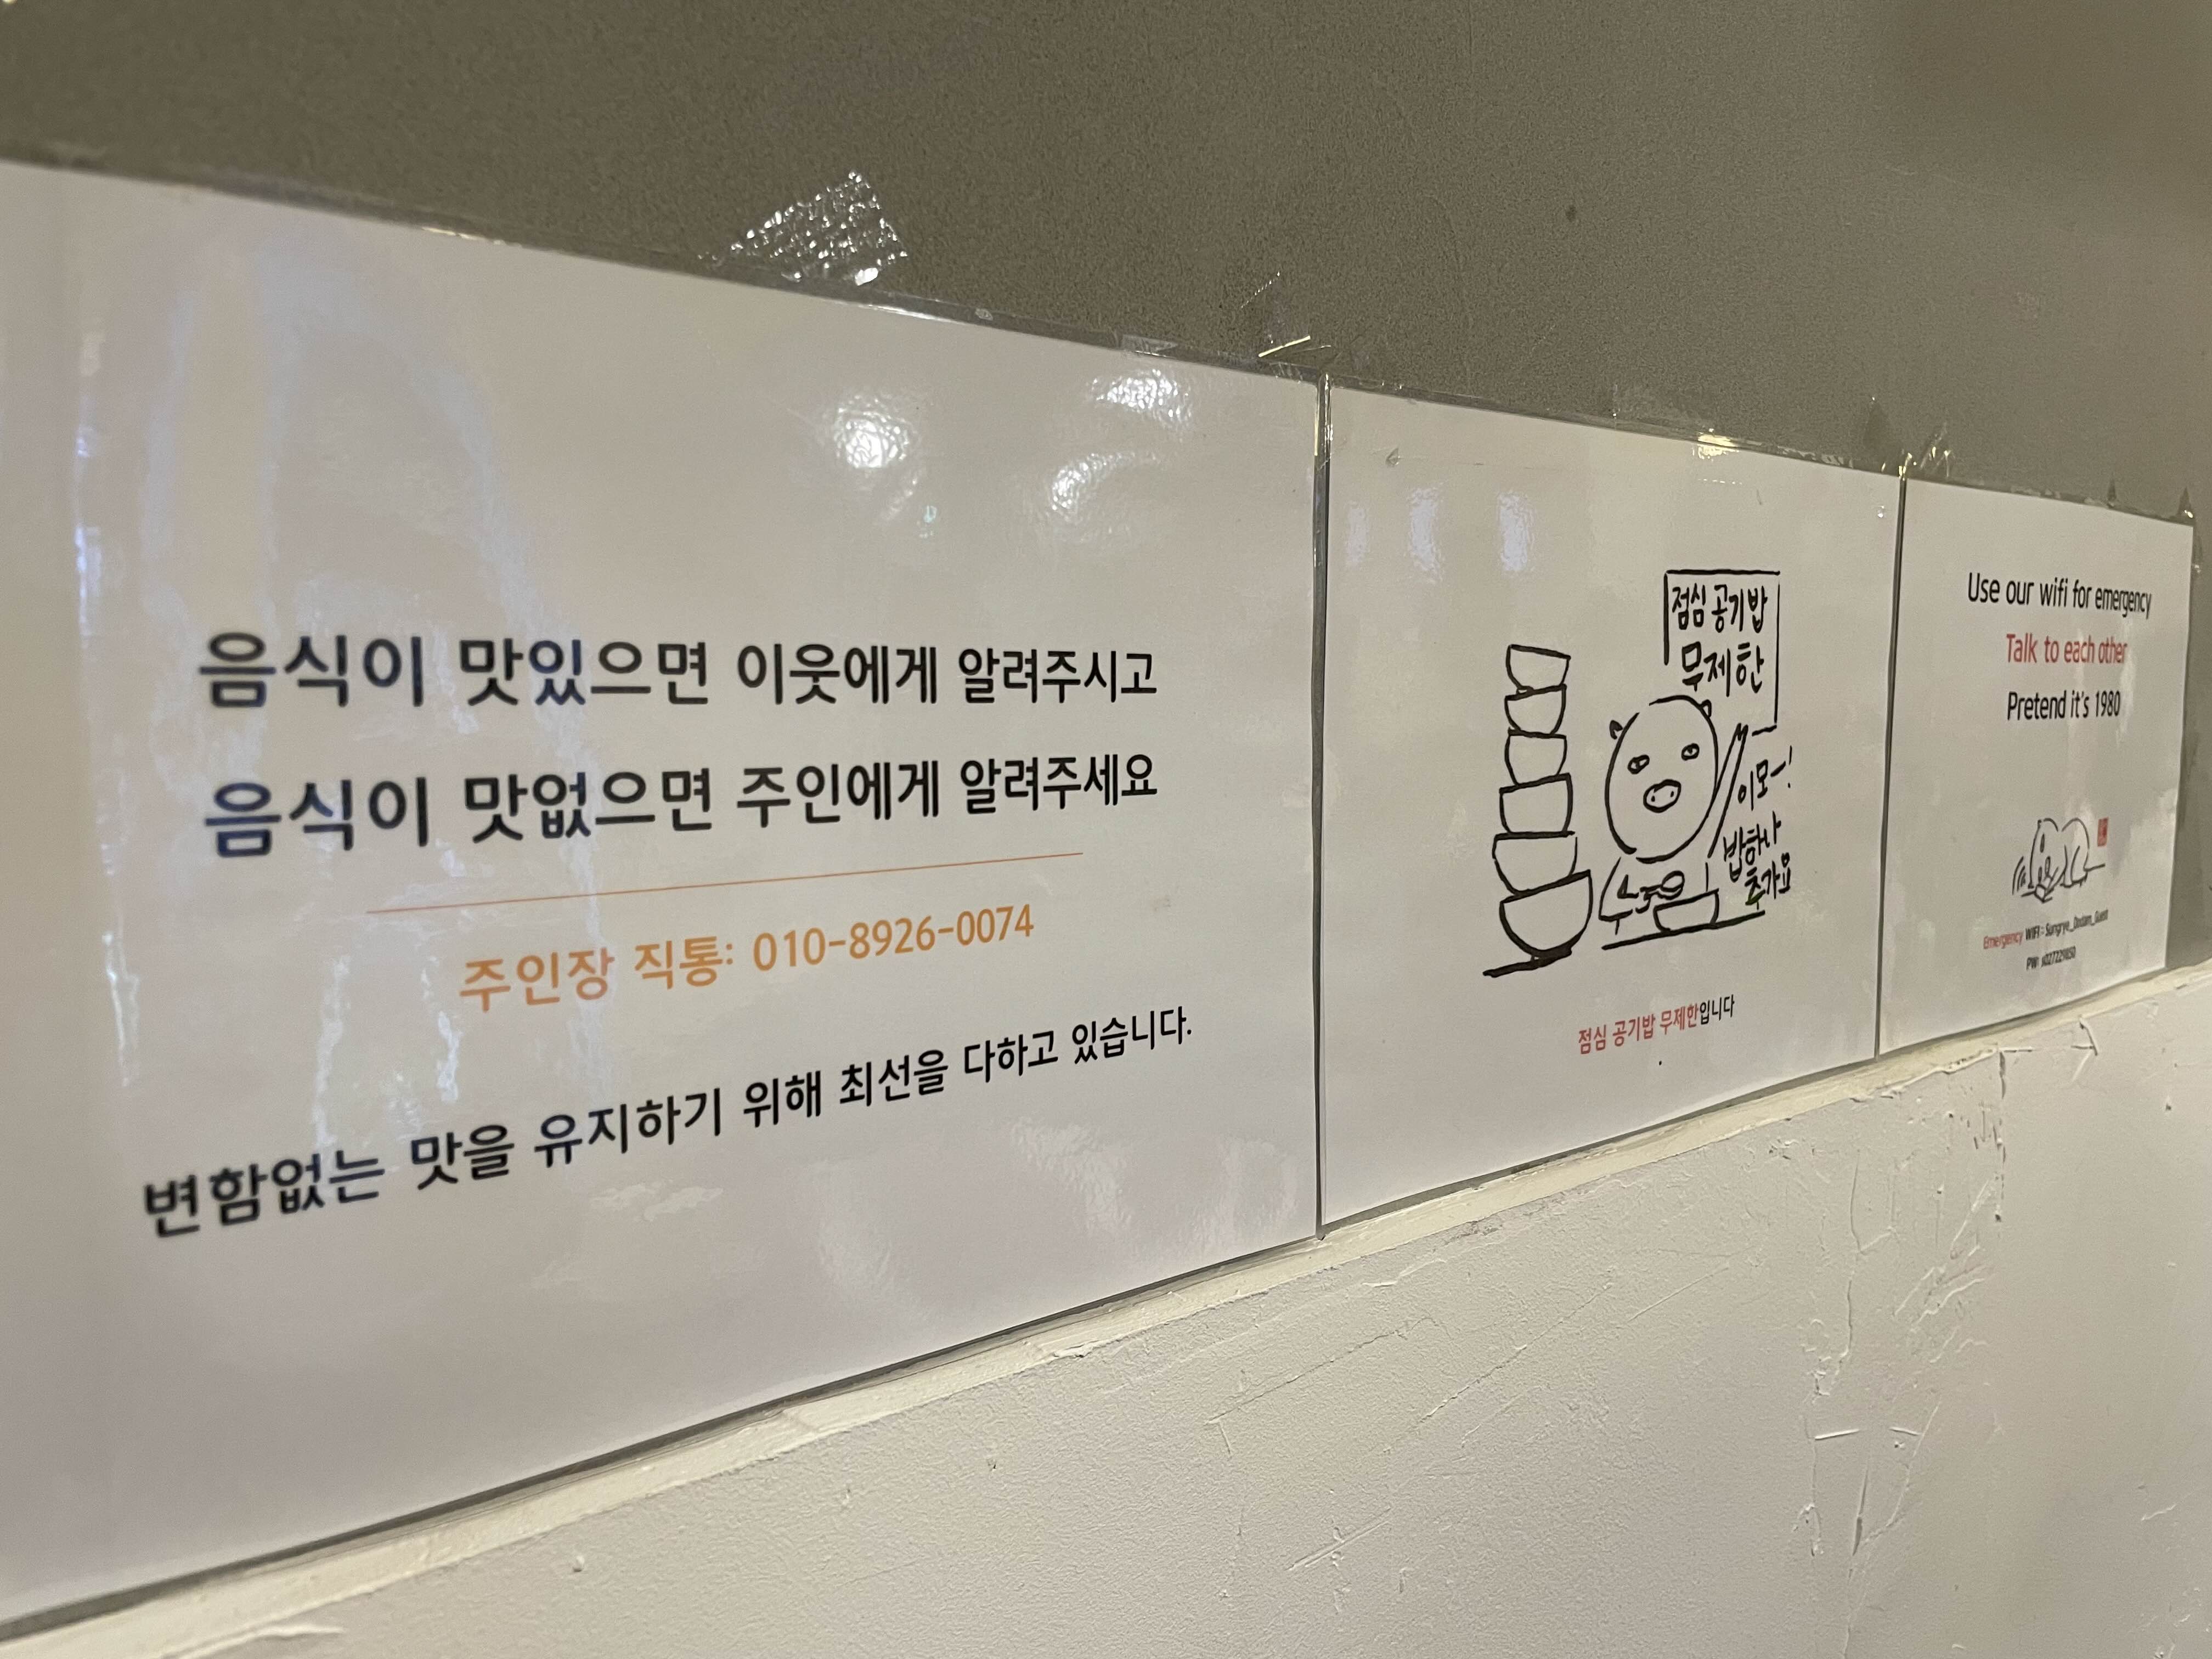 음식이 맛있으면 이웃에게 알려주시고
음식이 맛없으면 주인에게 알려주세요
주인장 직통: 010-8926-0074
변함없는 맛을 유지하기 위해 최선을 다하고 있습니다.
점심 공기밥
무제한
이모~!
밥하나
추가요
점심 공기밥 무제한입니다
Use our wifi for emergency
Talk to each other
Pretend it's 1980
Emergency WIFI :
PW: